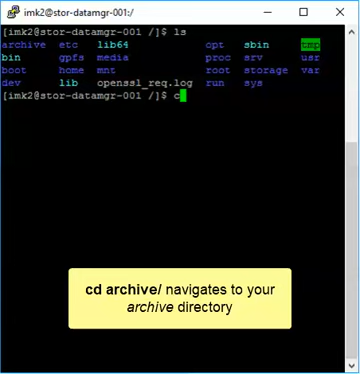 imk2@stor-datamgr-001:/
[imk2@stor-datamgr-001 /]$ ls
archive etc lib64 opt sbin tmp
bin gpfs media proc srv usr
boot home mnt root storage var
dev lib openssl_req.log run sys
[imk2@stor-datamgr-001 /]$ c
cd archive/ navigates to your
archive directory